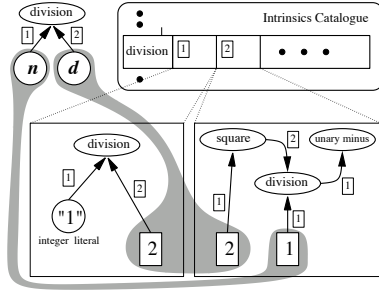 division
1
2
n
d
Intrinsics Catalogue
division
1
2
division
1
2
"1"
integer literal
2
square
2
unary minus
division
1
1
1
2
1